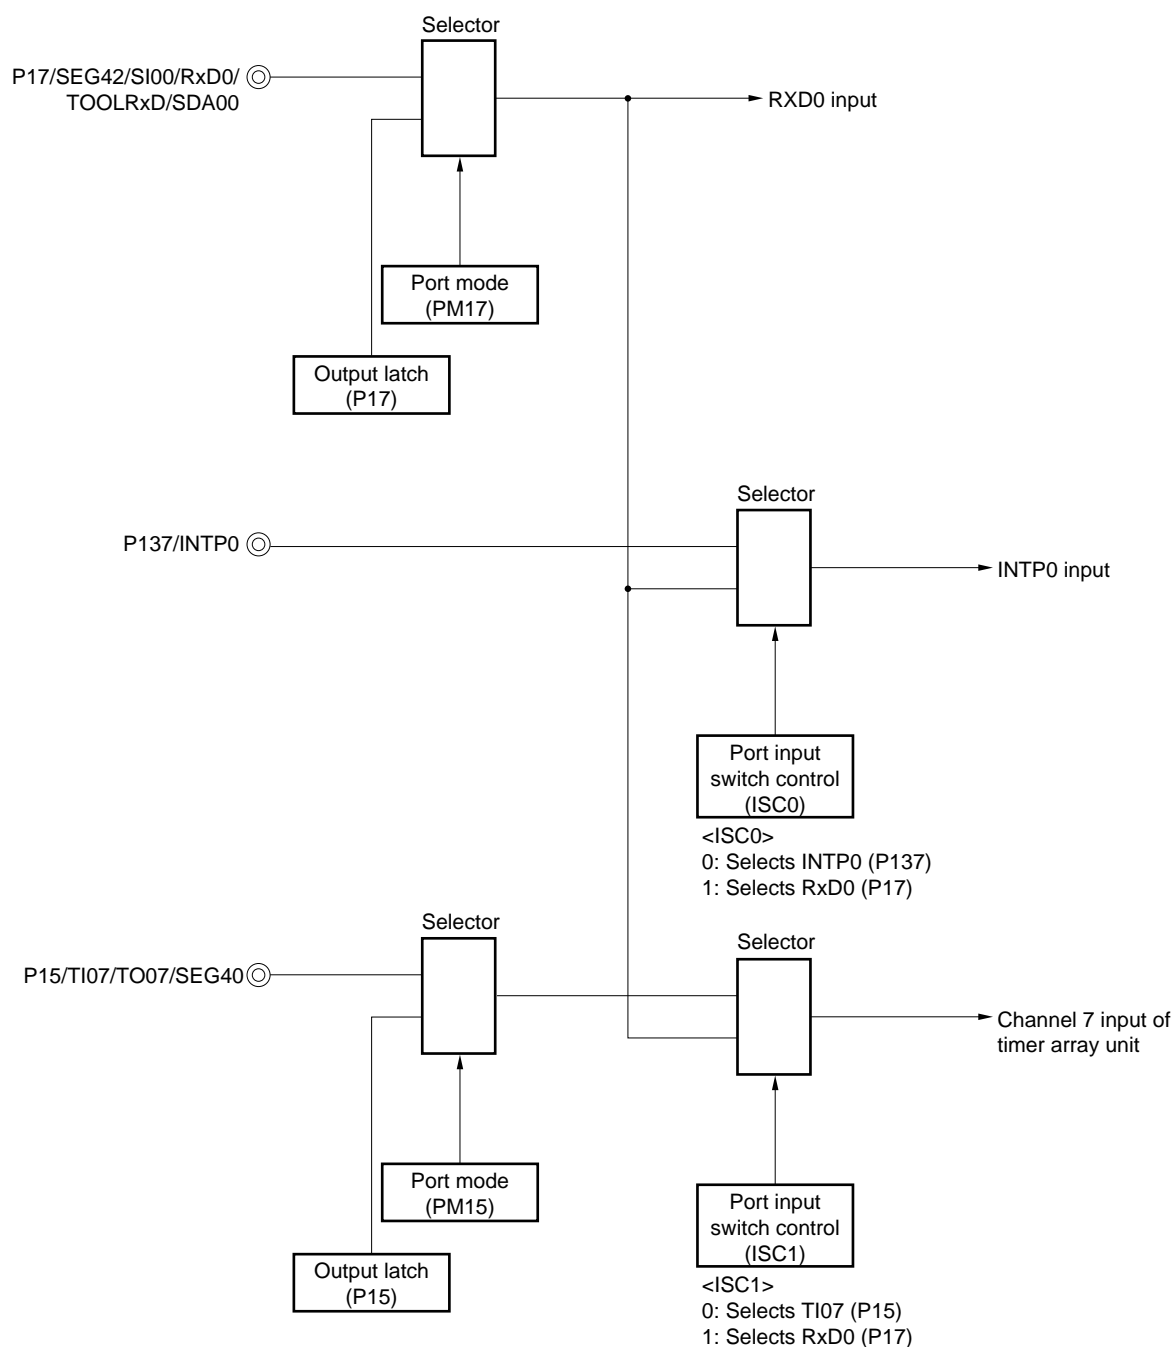 Selector
P17/SEG42/SI00/RxD0/
TOOLRxD/SDA00
RXD0 input
Port mode
(PM17)
Output latch
(P17)
Selector
P137/INTP0
INTP0 input
Port input
switch control
(ISC0)
<ISC0>
0: Selects INTP0 (P137)
1: Selects RxD0 (P17)
Selector
Selector
P15/TI07/TO07/SEG40
Channel 7 input of
timer array unit
Port mode
(PM15)
Output latch
(P15)
Port input
switch control
(ISC1)
<ISC1>
0: Selects TI07 (P15)
1: Selects RxD0 (P17)